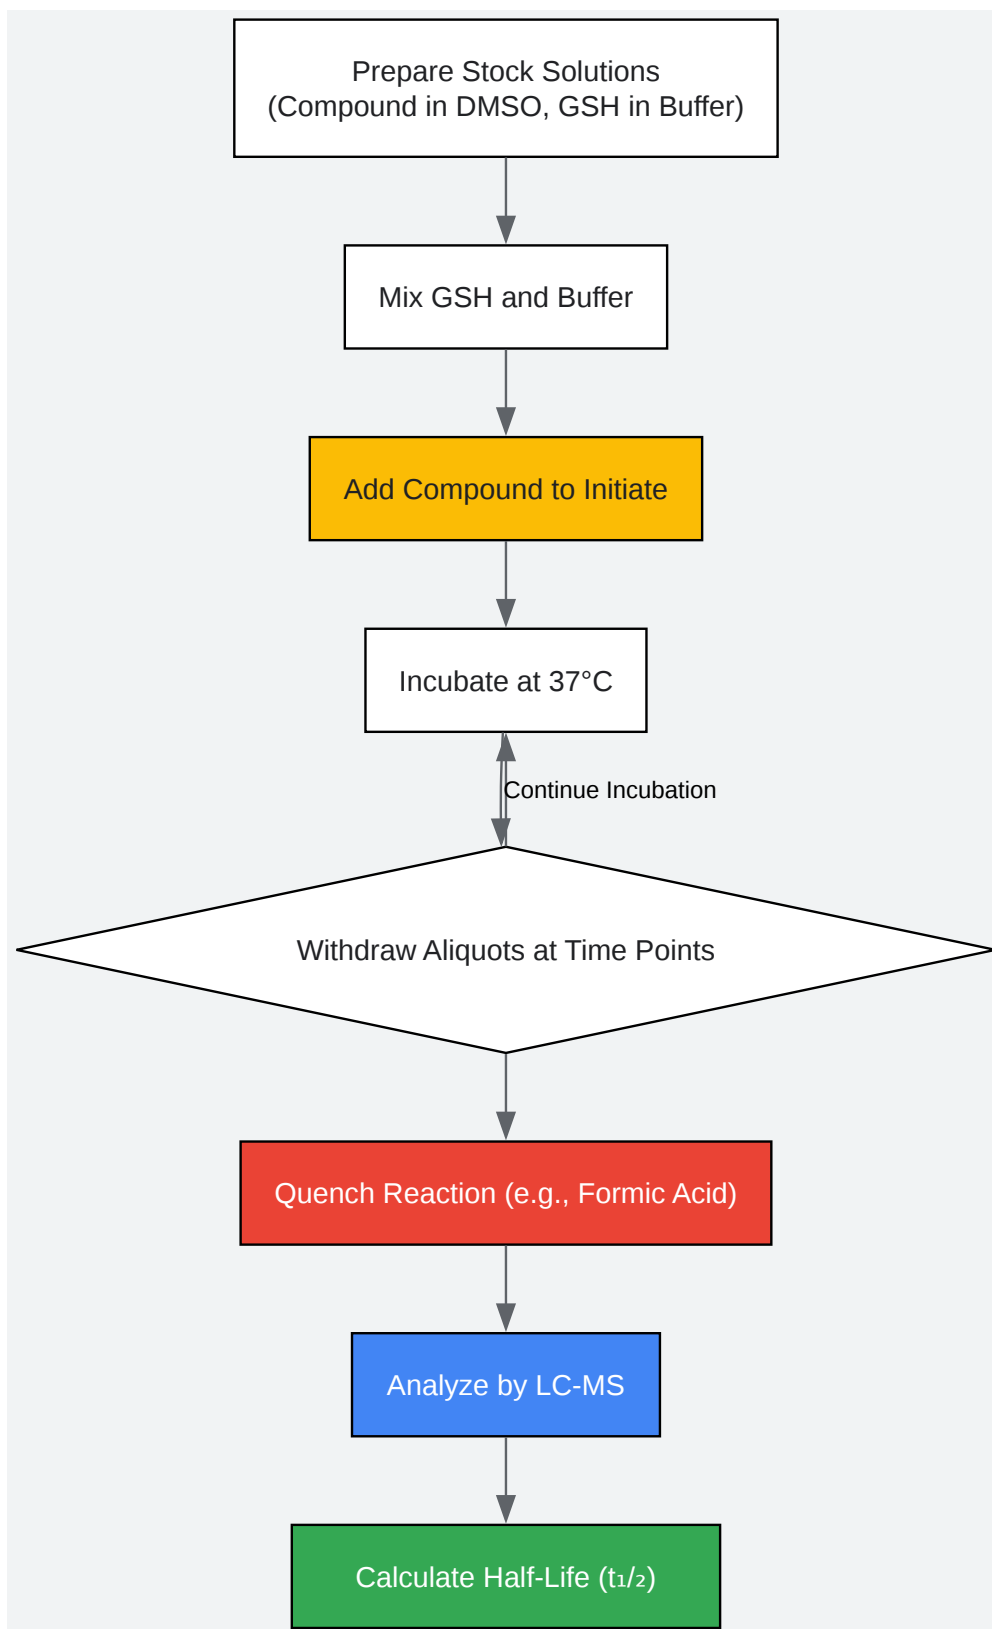 Prepare Stock Solutions
(Compound in DMSO, GSH in Buffer)
Mix GSH and Buffer
Add Compound to Initiate
Incubate at 37°C
Continue Incubation
Withdraw Aliquots at Time Points
Quench Reaction (e.g., Formic Acid)
Analyze by LC-MS
Calculate Half-Life (t₁/₂)